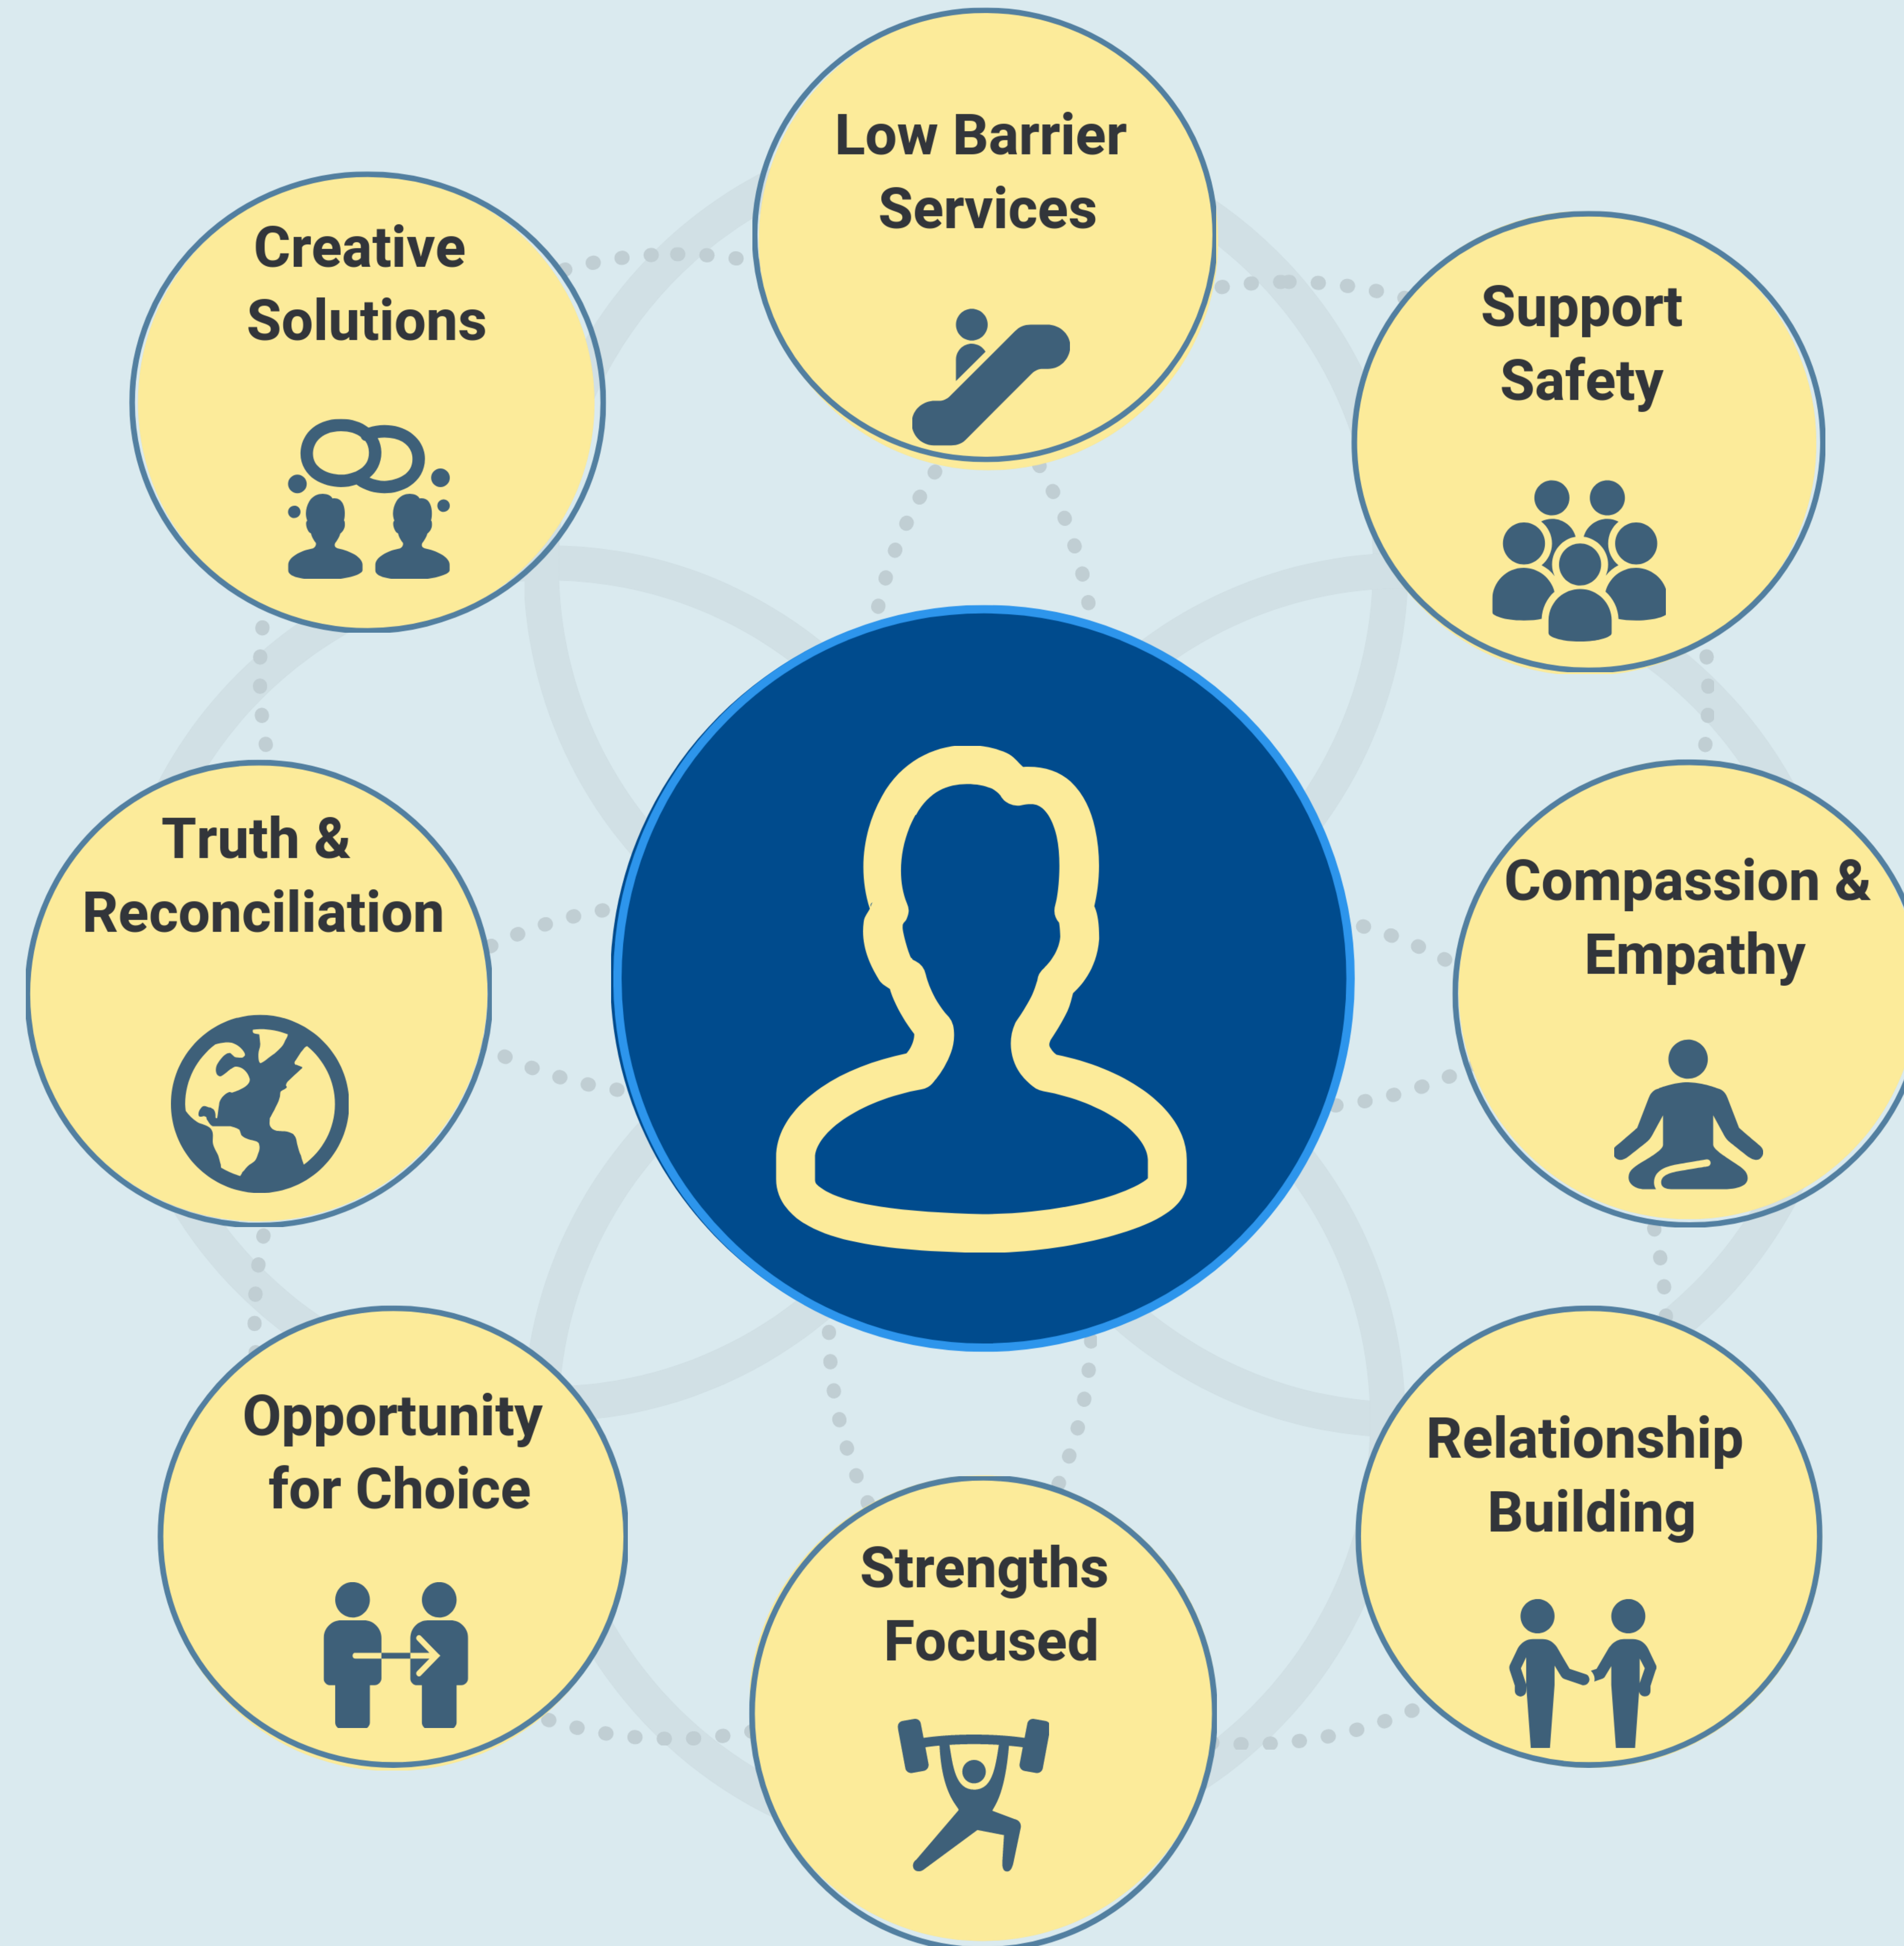 Low Barrier
Services
Creative
Solutions
Support
Safety
Truth &
Reconciliation
Compassion &
Empathy
Opportunity
for Choice
Relationship
Building
Strengths
Focused